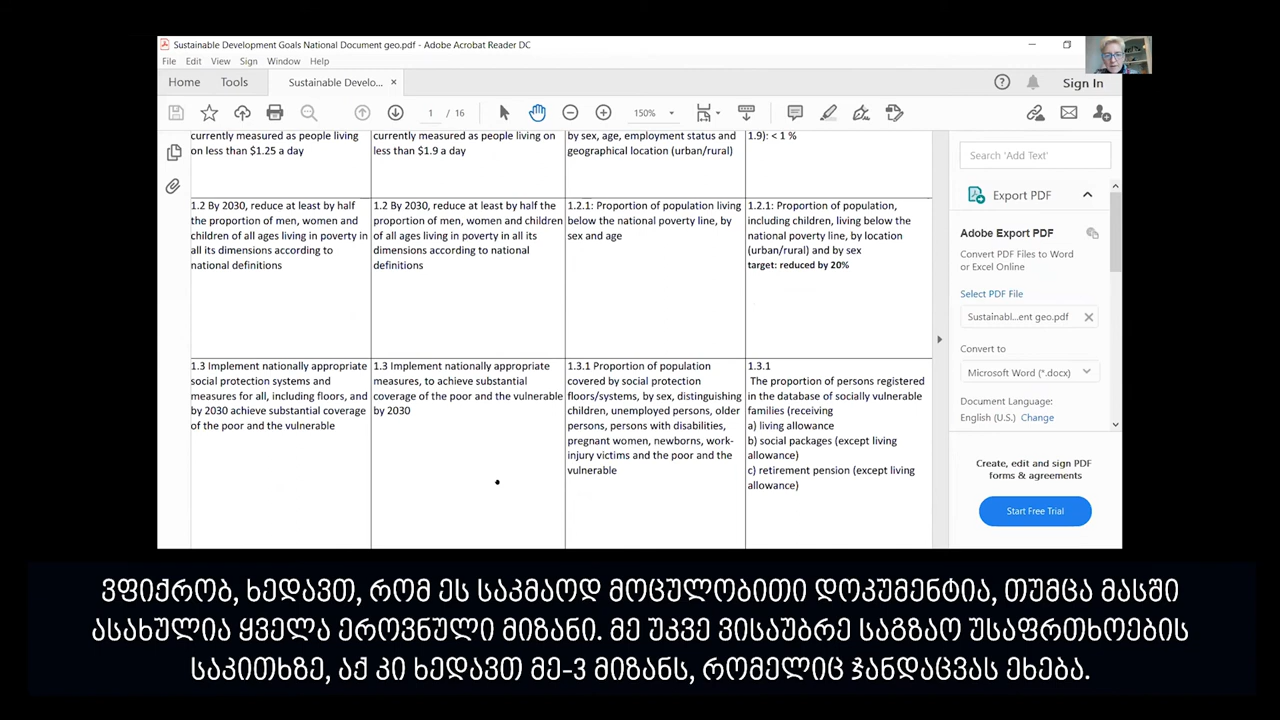 Sustainable Development Goals National Document geo.pdf - Adobe Acrobat Reader DC
File Edit View Sign Window Help
Home Tools Sustainable Develo... × Sign In
1 / 16 150%
currently measured as people living
on less than $1.25 a day
currently measured as people living on
less than $1.9 a day
by sex, age, employment status and
geographical location (urban/rural)
1.9): < 1 %
1.2 By 2030, reduce at least by half
the proportion of men, women and
children of all ages living in poverty in
all its dimensions according to
national definitions
1.2 By 2030, reduce at least by half the
proportion of men, women and children
of all ages living in poverty in all its
dimensions according to national
definitions
1.2.1: Proportion of population living
below the national poverty line, by
sex and age
1.2.1: Proportion of population,
including children, living below the
national poverty line, by location
(urban/rural) and by sex
target: reduced by 20%
1.3 Implement nationally appropriate
social protection systems and
measures for all, including floors, and
by 2030 achieve substantial coverage
of the poor and the vulnerable
1.3 Implement nationally appropriate
measures, to achieve substantial
coverage of the poor and the vulnerable
by 2030
1.3.1 Proportion of population
covered by social protection
floors/systems, by sex, distinguishing
children, unemployed persons, older
persons, persons with disabilities,
pregnant women, newborns, work-
injury victims and the poor and the
vulnerable
1.3.1
The proportion of persons registered
in the database of socially vulnerable
families (receiving
a) living allowance
b) social packages (except living
allowance)
c) retirement pension (except living
allowance)
Search 'Add Text'
Export PDF
Adobe Export PDF
Convert PDF Files to Word
or Excel Online
Select PDF File
Sustainabl...ent geo.pdf ×
Convert to
Microsoft Word (*.docx)
Document Language:
English (U.S.) Change
Create, edit and sign PDF
forms & agreements
Start Free Trial
ვფიქრობ, ხედავთ, რომ ეს საკმაოდ მოცულობითი დოკუმენტია, თუმცა მასში
ასახულია ყველა ეროვნული მიზანი. მე უკვე ვისაუბრე საგზაო უსაფრთხოების
საკითხზე, აქ კი ხედავთ მე-3 მიზანს, რომელიც ჯანდაცვას ეხება.